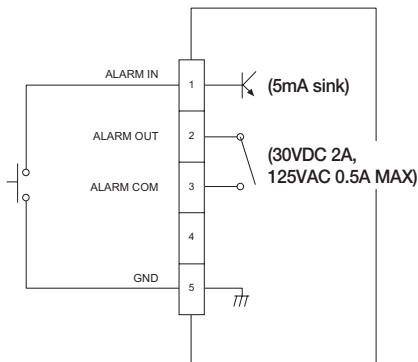 ALARM IN
1
(5mA sink)
ALARM OUT
2
(30VDC 2A,
125VAC 0.5A MAX)
ALARM COM
3
4
GND
5